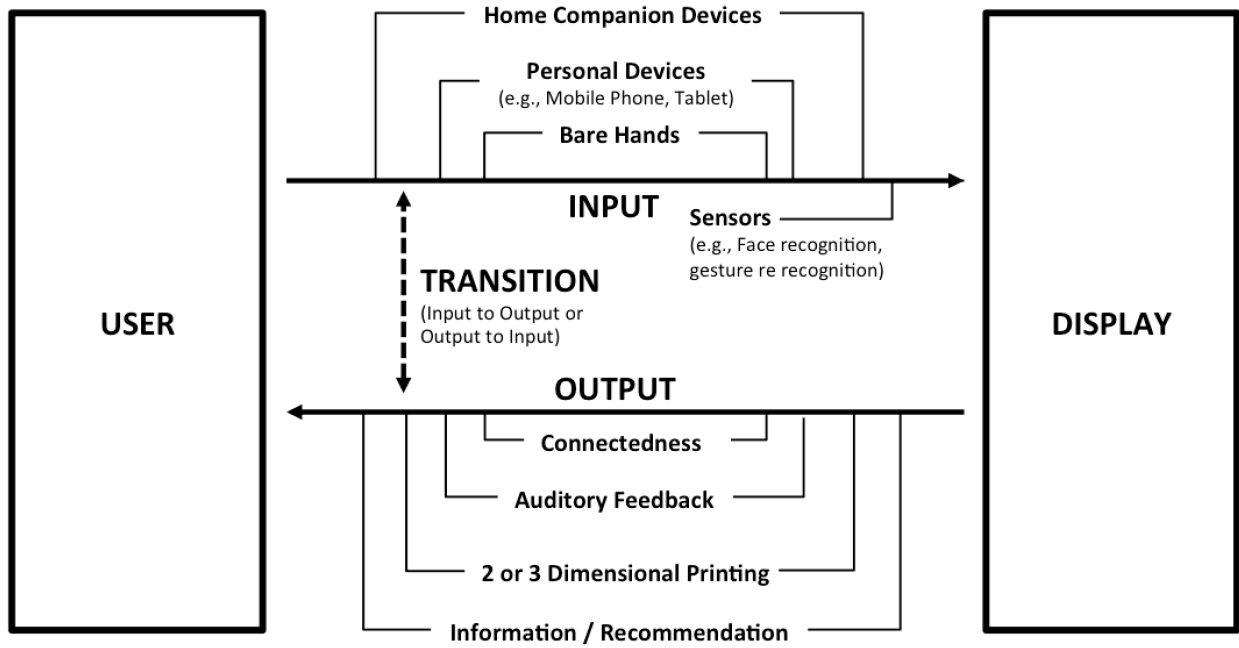 Home Companion Devices
Personal Devices
(e.g., Mobile Phone, Tablet)
Bare Hands
INPUT
Sensors
(e.g., Face recognition,
gesture re recognition)
TRANSITION
(Input to Output or
Output to Input)
USER
DISPLAY
OUTPUT
Connectedness
Auditory Feedback
2 or 3 Dimensional Printing
Information / Recommendation